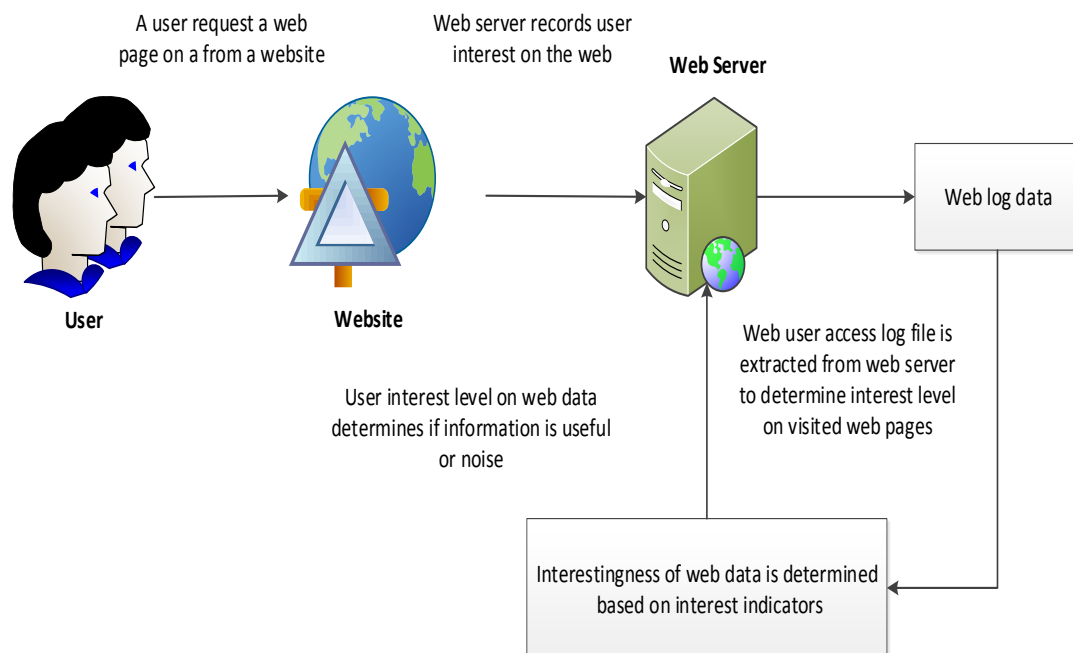 A user request a web
page on a from a website
Web server records user
interest on the web
Web Server
Web log data
User
Website
Web user access log file is
extracted from web server
to determine interest level
on visited web pages
User interest level on web data
determines if information is useful
or noise
Interestingness of web data is determined
based on interest indicators